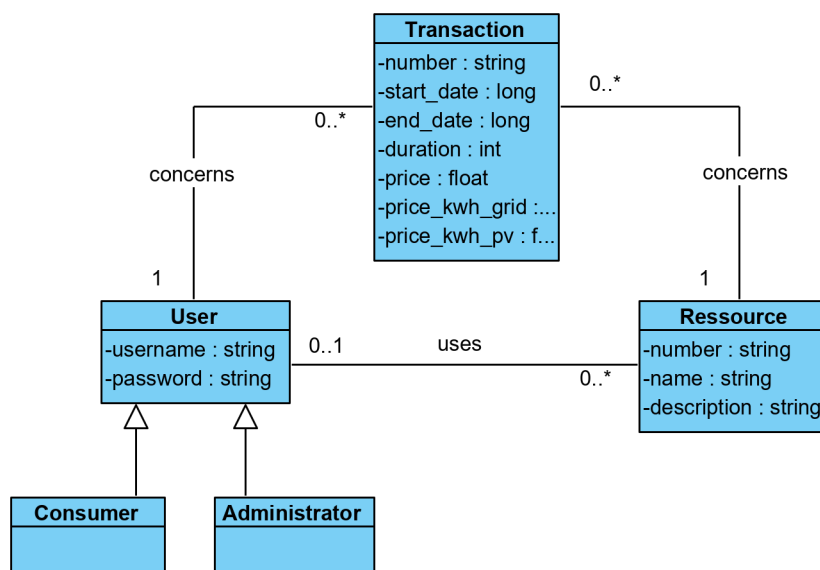 Transaction
-number : string
-start_date : long
-end_date : long
-duration : int
-price : float
-price_kwh_grid :...
-price_kwh_pv : f...
0..*
0..*
concerns
concerns
1
1
User
-username : string
-password : string
0..1
uses
0..*
Ressource
-number : string
-name : string
-description : string
Consumer
Administrator